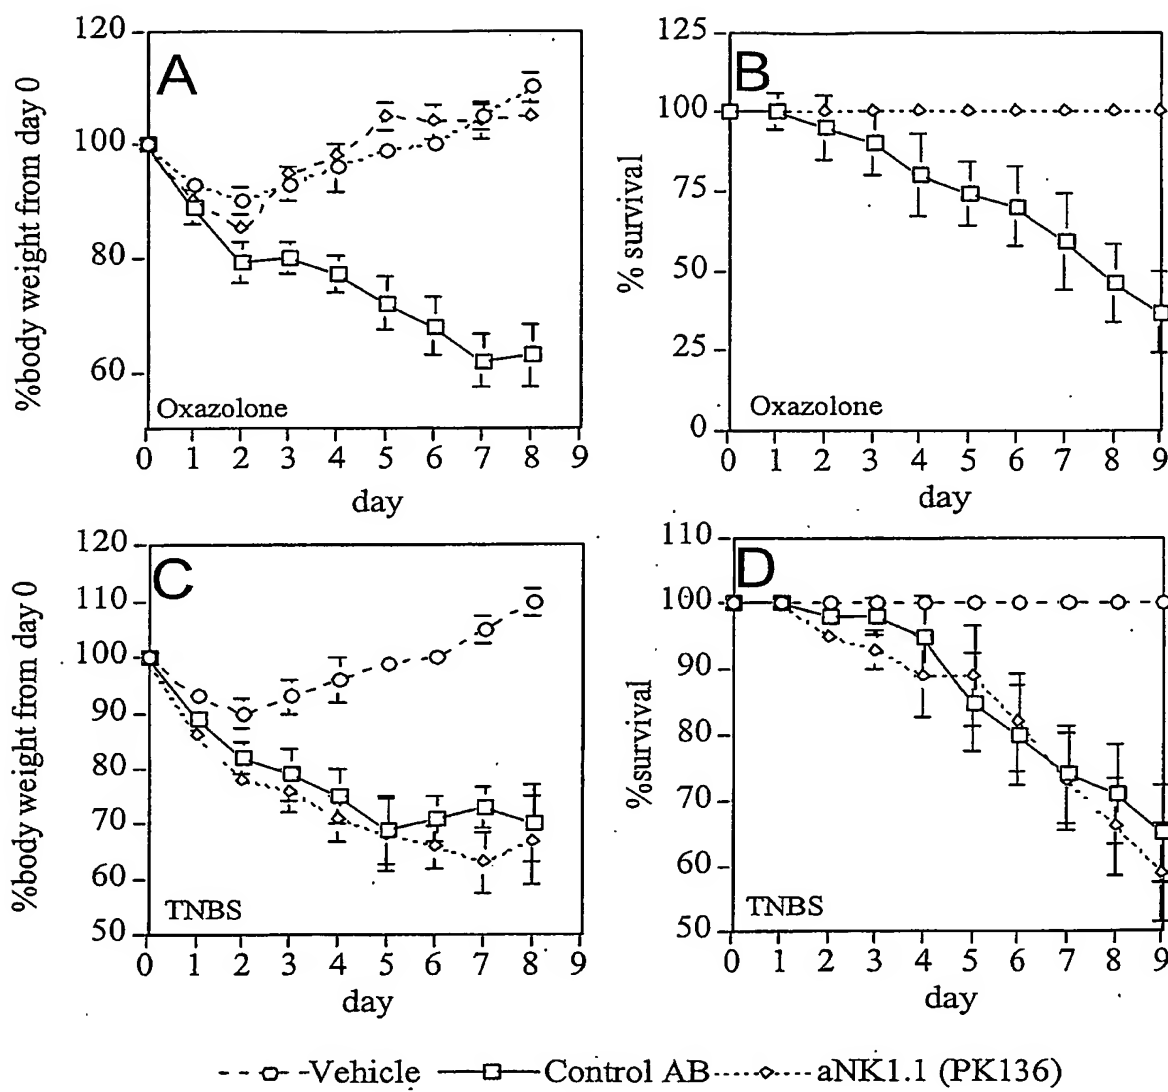 A
%body weight from day 0
120
100
80
60
Oxazolone
0 1 2 3 4 5 6 7 8 9
day
B
% survival
125
100
75
50
25
0
Oxazolone
0 1 2 3 4 5 6 7 8 9
day
C
%body weight from day 0
120
110
100
90
80
70
60
50
TNBS
0 1 2 3 4 5 6 7 8 9
day
D
%survival
110
100
90
80
70
60
50
TNBS
0 1 2 3 4 5 6 7 8 9
day
Vehicle Control AB aNK1.1 (PK136)